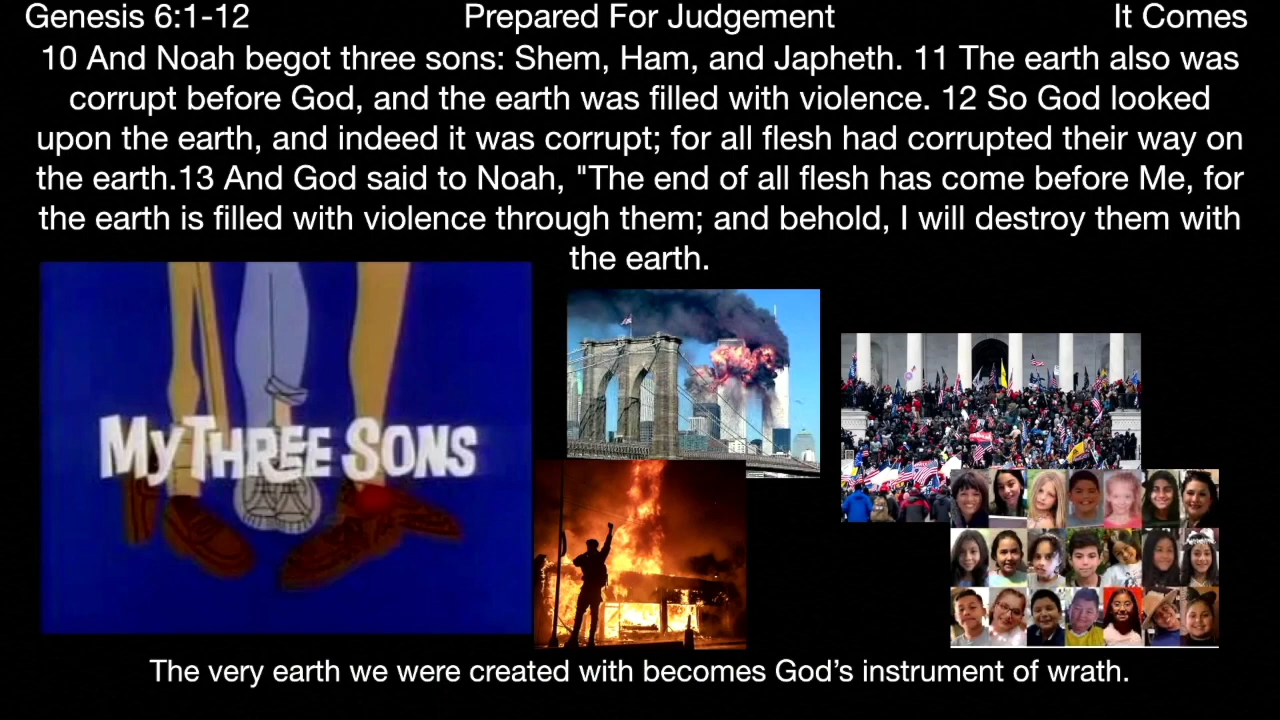 Genesis 6:1-12 Prepared For Judgement It Comes
10 And Noah begot three sons: Shem, Ham, and Japheth. 11 The earth also was
corrupt before God, and the earth was filled with violence. 12 So God looked
upon the earth, and indeed it was corrupt; for all flesh had corrupted their way on
the earth.13 And God said to Noah, "The end of all flesh has come before Me, for
the earth is filled with violence through them; and behold, I will destroy them with
the earth.
My THREE SONS
The very earth we were created with becomes God’s instrument of wrath.